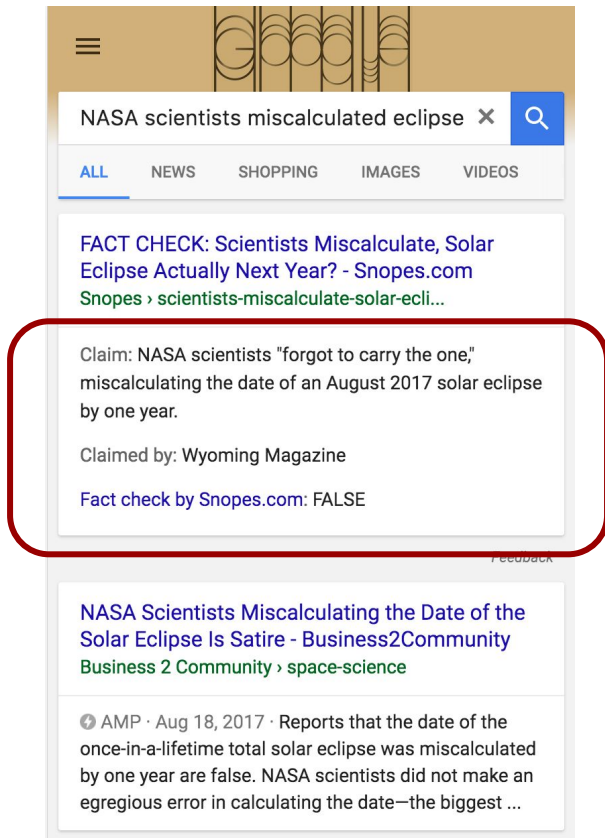 Google
NASA scientists miscalculated eclipse ×
ALL NEWS SHOPPING IMAGES VIDEOS
FACT CHECK: Scientists Miscalculate, Solar
Eclipse Actually Next Year? - Snopes.com
Snopes › scientists-miscalculate-solar-ecli...
Claim: NASA scientists "forgot to carry the one,"
miscalculating the date of an August 2017 solar eclipse
by one year.
Claimed by: Wyoming Magazine
Fact check by Snopes.com: FALSE
Feedback
NASA Scientists Miscalculating the Date of the
Solar Eclipse Is Satire - Business2Community
Business 2 Community › space-science
AMP · Aug 18, 2017 · Reports that the date of the
once-in-a-lifetime total solar eclipse was miscalculated
by one year are false. NASA scientists did not make an
egregious error in calculating the date—the biggest ...